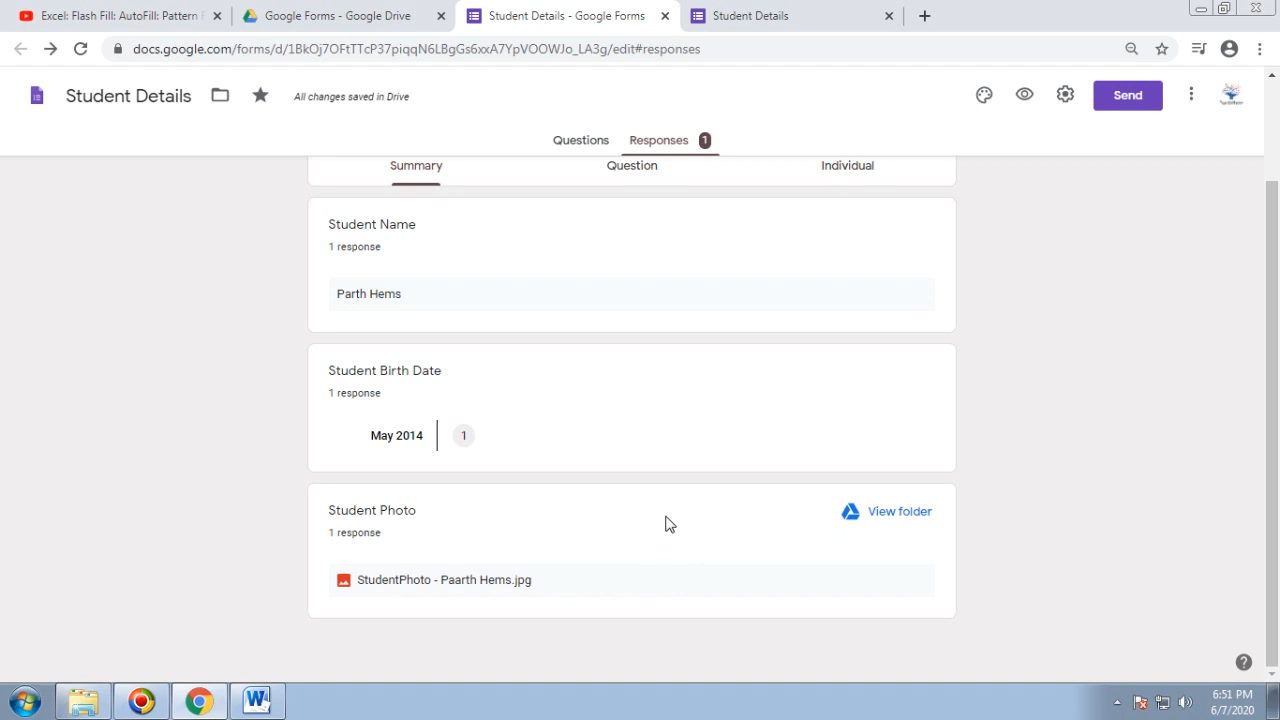 Excel: Flash Fill: AutoFill: Pattern F
Google Forms - Google Drive
Student Details - Google Forms
Student Details
docs.google.com/forms/d/1BkOj7OFtTTcP37piqqN6LBgGs6xxA7YpVOOWJo_LA3g/edit#responses
Student Details
All changes saved in Drive
Send
Questions
Responses 1
Summary
Question
Individual
Student Name
1 response
Parth Hems
Student Birth Date
1 response
May 2014 1
Student Photo
View folder
1 response
StudentPhoto - Paarth Hems.jpg
6:51 PM
6/7/2020